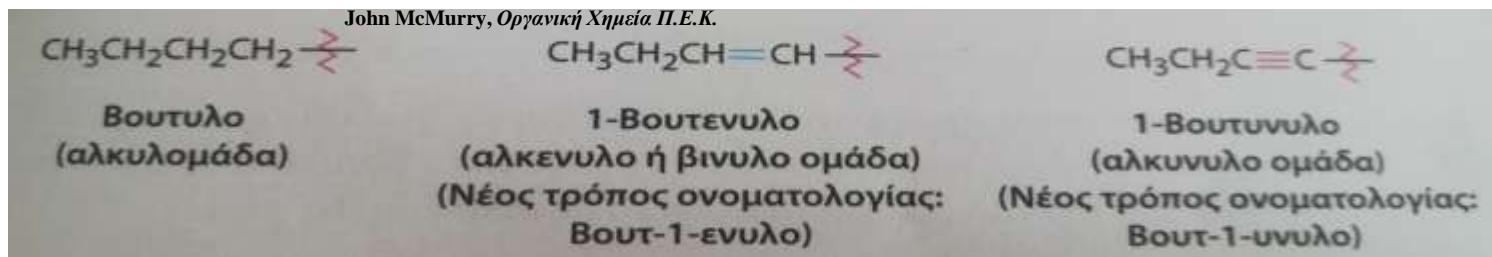 John McMurry, Οργανική Χημεία Π.Ε.Κ.
CH₃CH₂CH₂CH₂ CH₃CH₂CH=CH CH₃CH₂C≡C
Βουτυλο
(αλκυλομάδα)
1-Βουτενυλο
(αλκενυλο ή βινυλο ομάδα)
(Νέος τρόπος ονοματολογίας:
Βουτ-1-ενυλο)
1-Βουτυνυλο
(αλκυνυλο ομάδα)
(Νέος τρόπος ονοματολογίας:
Βουτ-1-υνυλο)